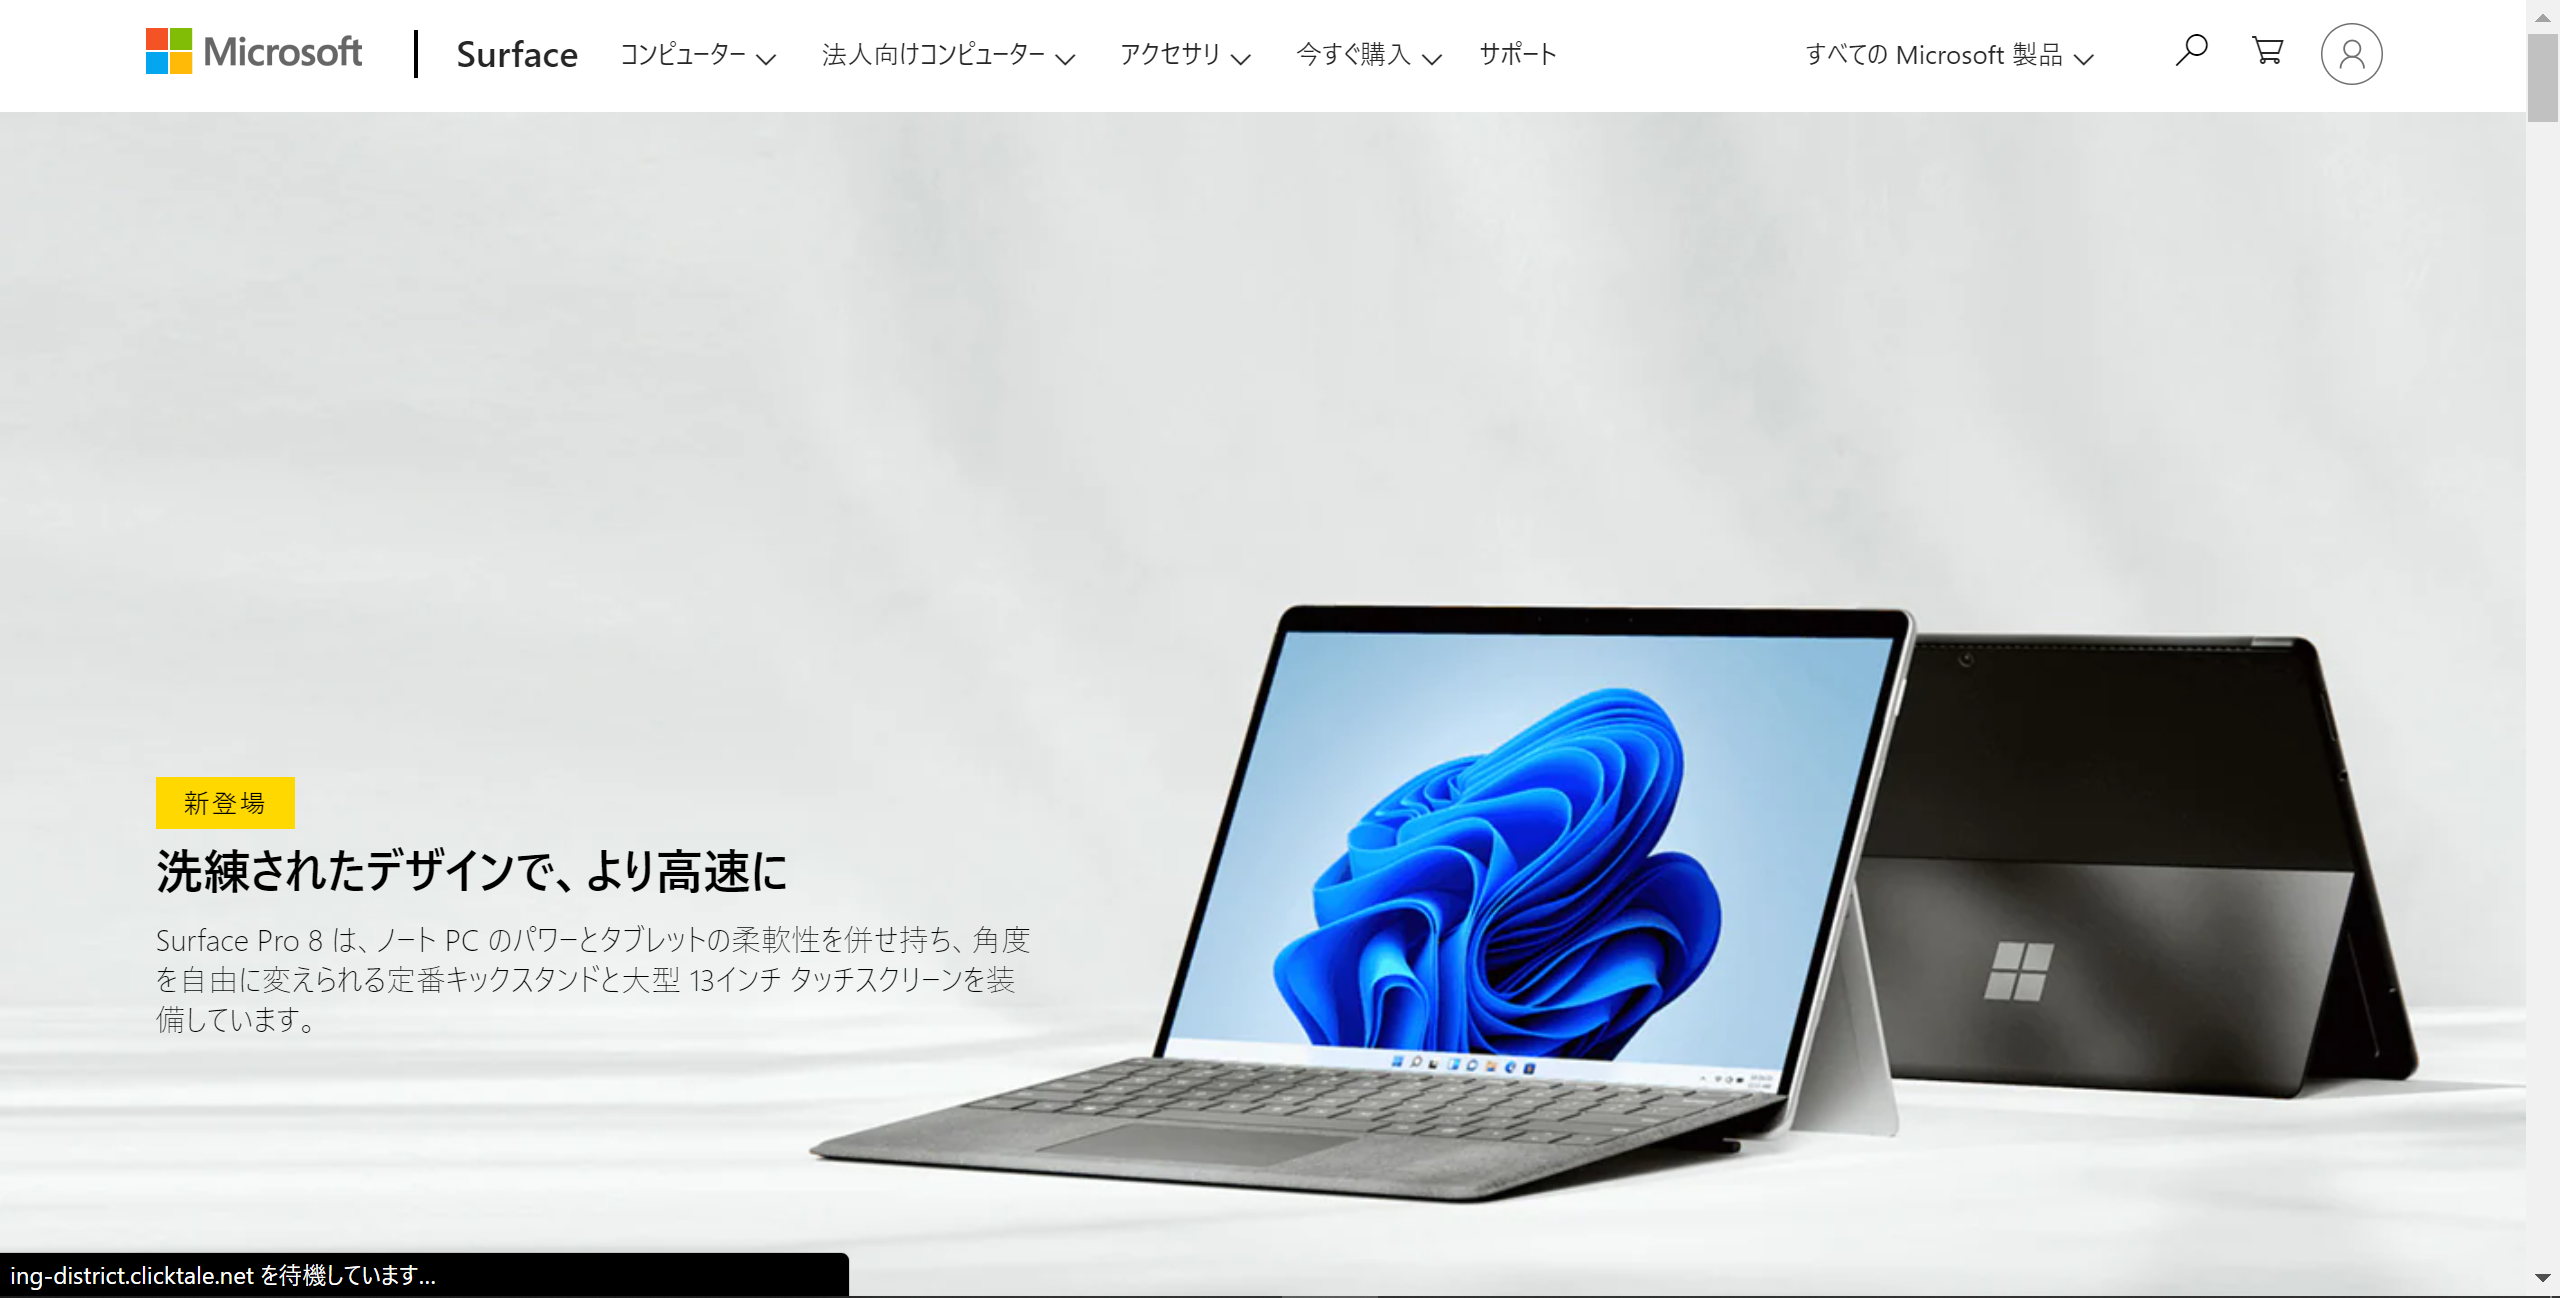 Microsoft
Surface
コンピューター
法人向けコンピューター
アクセサリ
今すぐ購入
サポート
すべての Microsoft 製品
新登場
洗練されたデザインで、より高速に
Surface Pro 8 は、ノート PC のパワーとタブレットの柔軟性を併せ持ち、角度
を自由に変えられる定番キックスタンドと大型 13インチ タッチスクリーンを装
備しています。
ing-district.clicktale.net を待機しています...